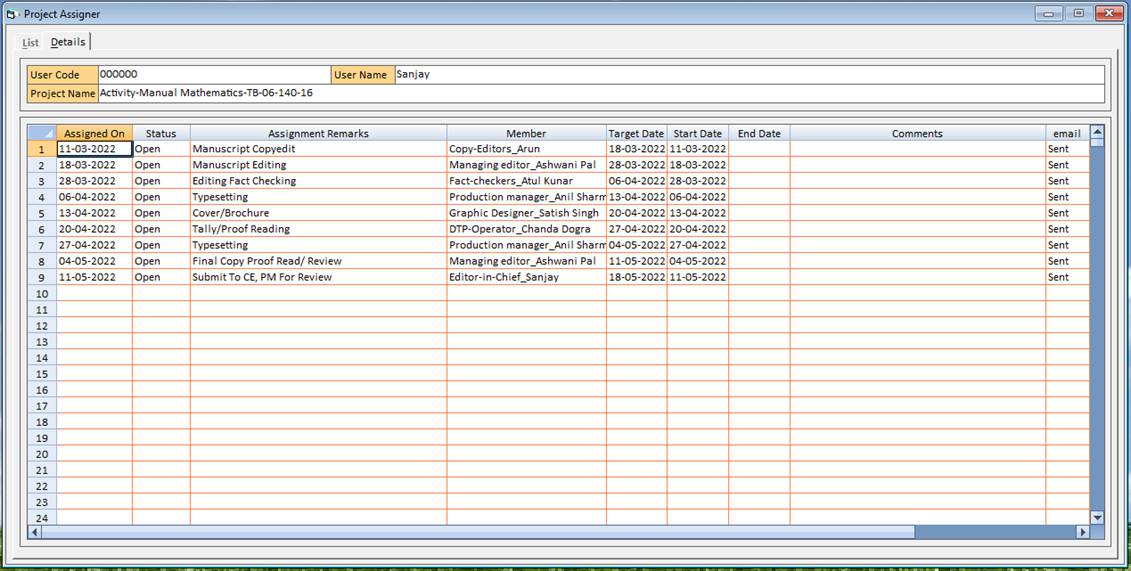 Project Assigner
List Details
User Code 000000 User Name Sanjay
Project Name Activity-Manual Mathematics-TB-06-140-16
Assigned On Status Assignment Remarks Member Target Date Start Date End Date Comments email
1 11-03-2022 Open Manuscript Copyedit Copy-Editors_Arun 18-03-2022 11-03-2022 Sent
2 18-03-2022 Open Manuscript Editing Managing editor_Ashwani Pal 28-03-2022 18-03-2022 Sent
3 28-03-2022 Open Editing Fact Checking Fact-checkers_Atul Kunar 06-04-2022 28-03-2022 Sent
4 06-04-2022 Open Typesetting Production manager_Anil Sharm 13-04-2022 06-04-2022 Sent
5 13-04-2022 Open Cover/Brochure Graphic Designer_Satish Singh 20-04-2022 13-04-2022 Sent
6 20-04-2022 Open Tally/Proof Reading DTP-Operator_Chanda Dogra 27-04-2022 20-04-2022 Sent
7 27-04-2022 Open Typesetting Production manager_Anil Sharm 04-05-2022 27-04-2022 Sent
8 04-05-2022 Open Final Copy Proof Read/ Review Managing editor_Ashwani Pal 11-05-2022 04-05-2022 Sent
9 11-05-2022 Open Submit To CE, PM For Review Editor-in-Chief_Sanjay 18-05-2022 11-05-2022 Sent
10
11
12
13
14
15
16
17
18
19
20
21
22
23
24